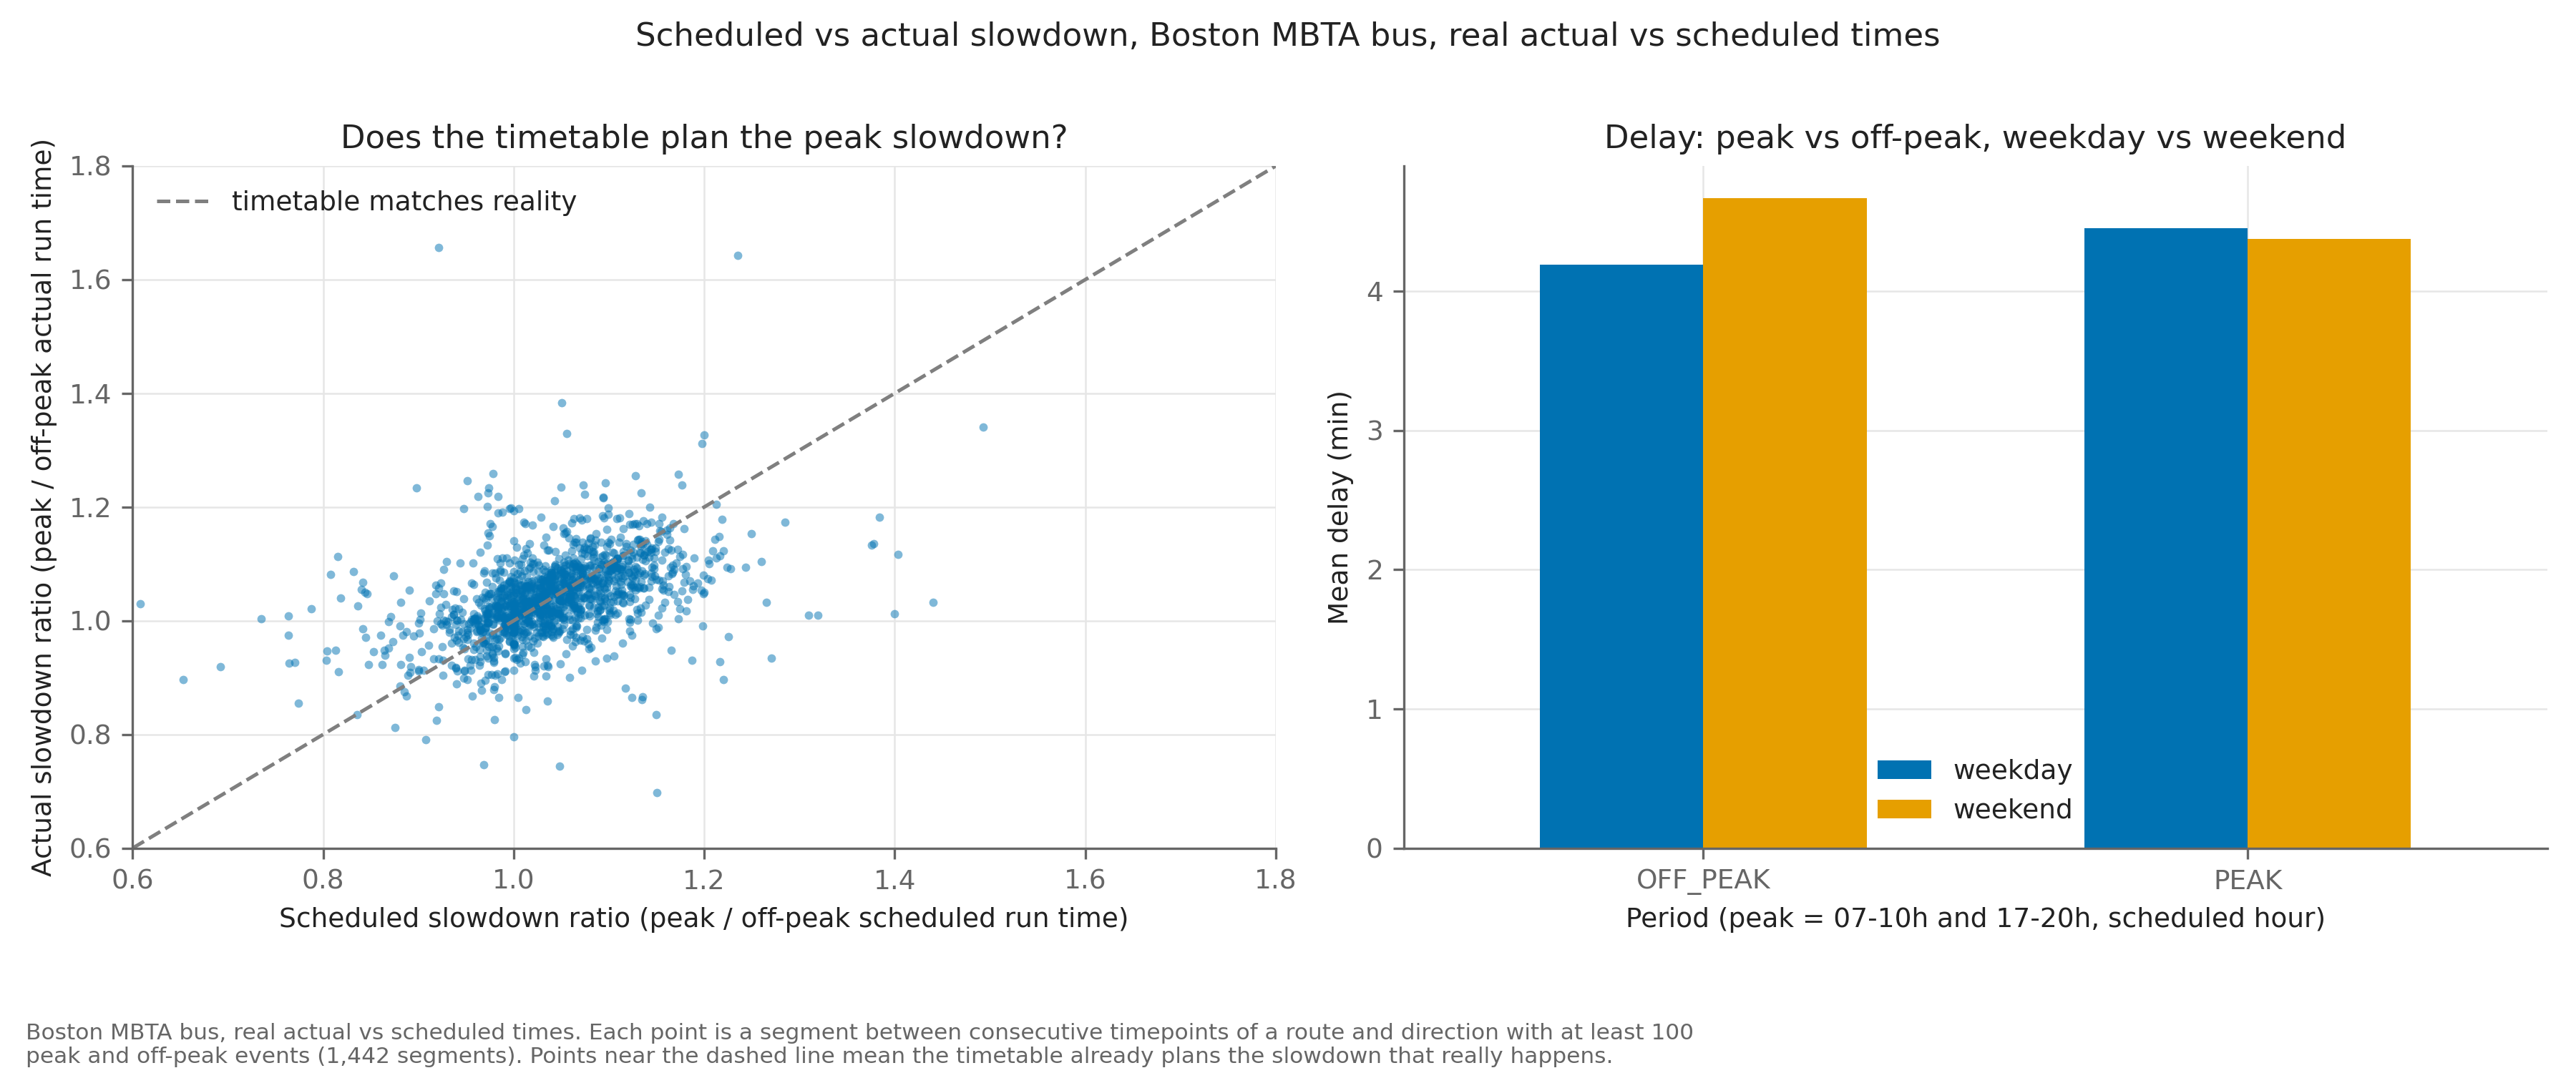 Scheduled vs actual slowdown, Boston MBTA bus, real actual vs scheduled times
Does the timetable plan the peak slowdown?
Actual slowdown ratio (peak / off-peak actual run time)
1.8
1.6
1.4
1.2
1.0
0.8
0.6
timetable matches reality
0.6 0.8 1.0 1.2 1.4 1.6 1.8
Scheduled slowdown ratio (peak / off-peak scheduled run time)
Delay: peak vs off-peak, weekday vs weekend
Mean delay (min)
4
3
2
1
0
weekday
weekend
OFF_PEAK PEAK
Period (peak = 07-10h and 17-20h, scheduled hour)
Boston MBTA bus, real actual vs scheduled times. Each point is a segment between consecutive timepoints of a route and direction with at least 100
peak and off-peak events (1,442 segments). Points near the dashed line mean the timetable already plans the slowdown that really happens.